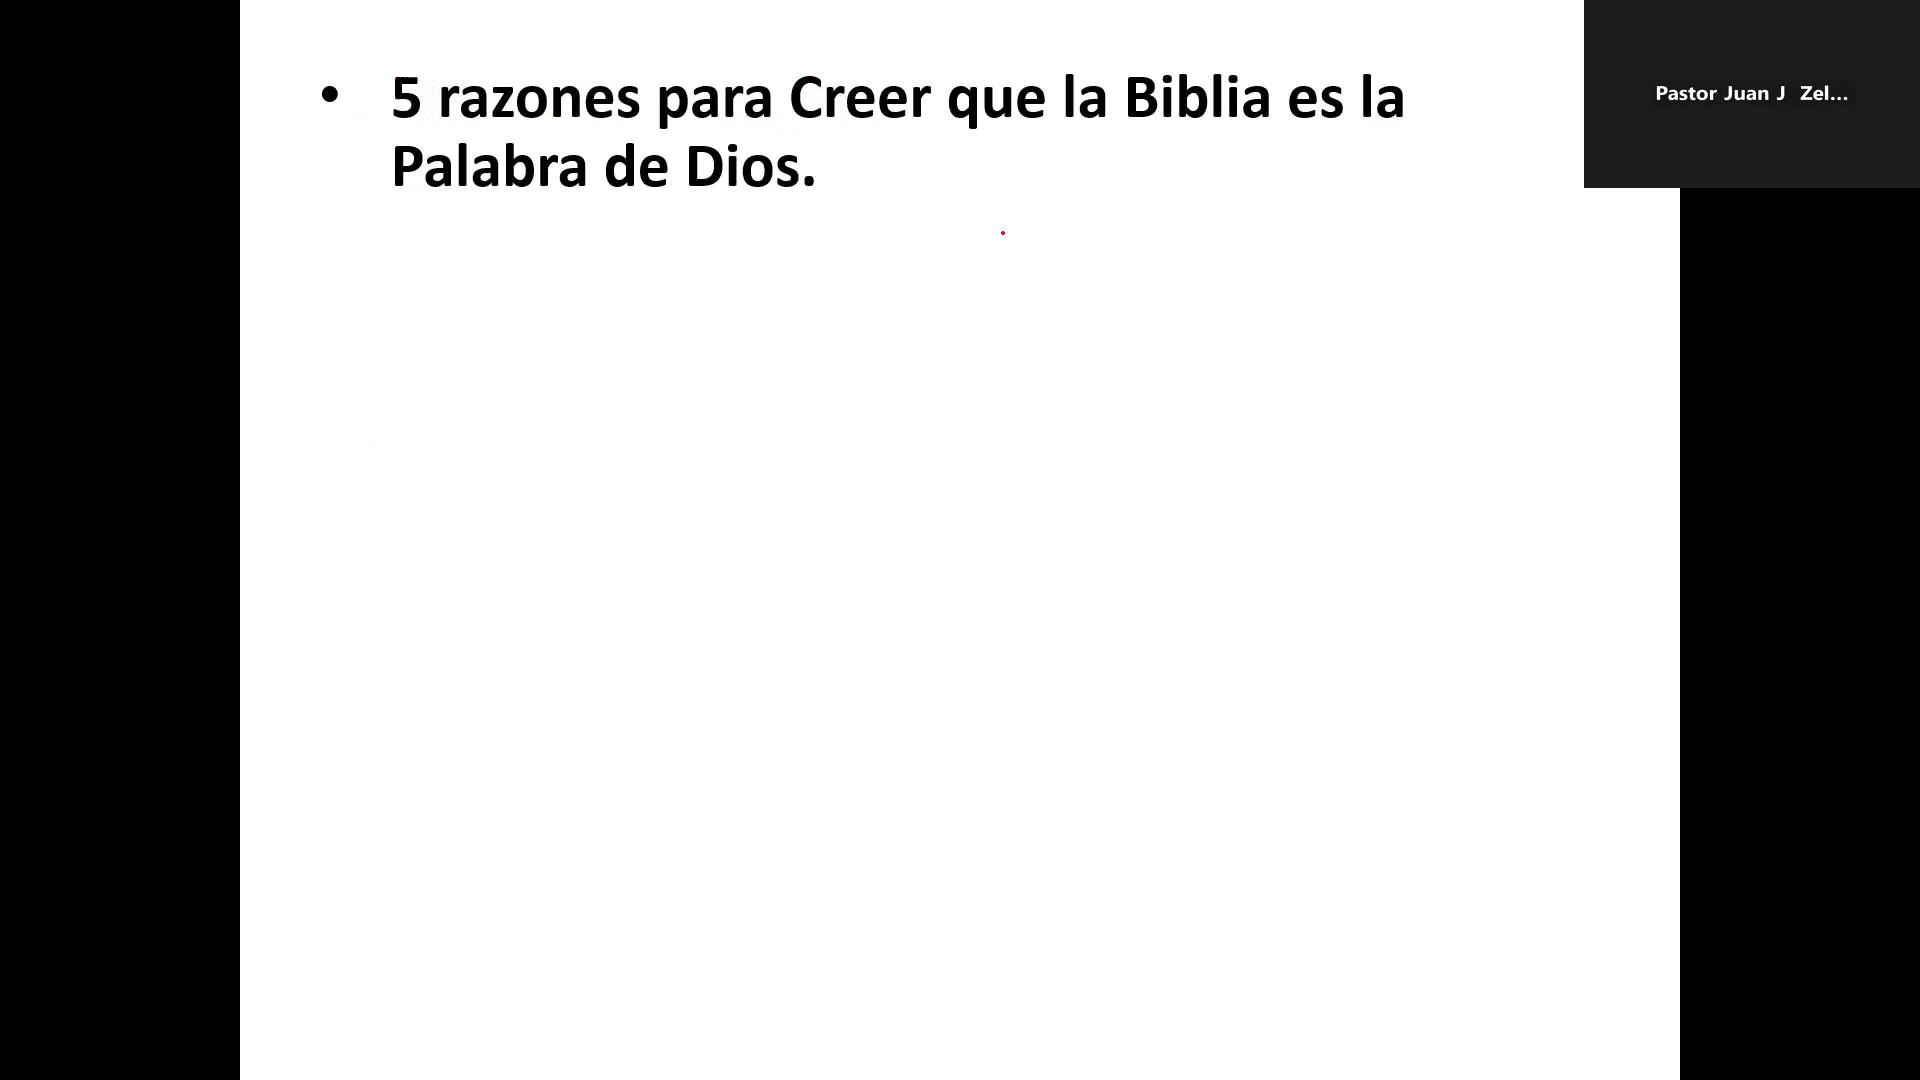 • 5 razones para Creer que la Biblia es la
Palabra de Dios.
Pastor Juan J Zel...